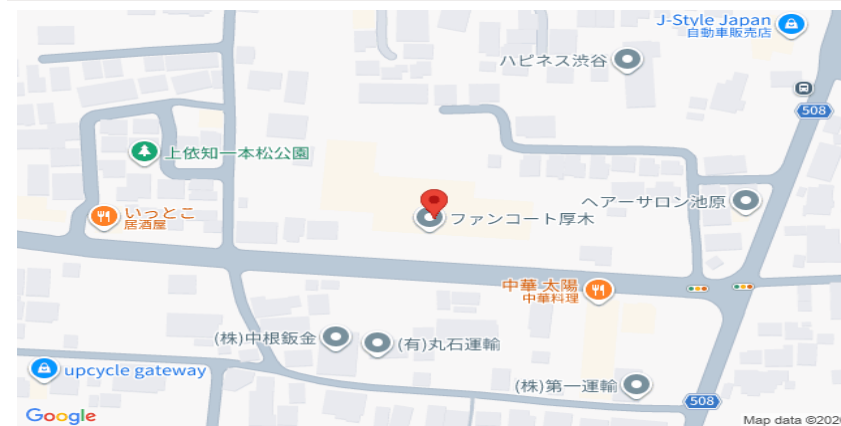 J-Style Japan
自動車販売店
ハピネス渋谷
508
上依知一本松公園
ヘアーサロン池原
いっとこ
居酒屋
ファンコート厚木
中華 太陽
中華料理
(株)中根鈑金
(有)丸石運輸
upcycle gateway
(株)第一運輸
508
Google
Map data ©2020